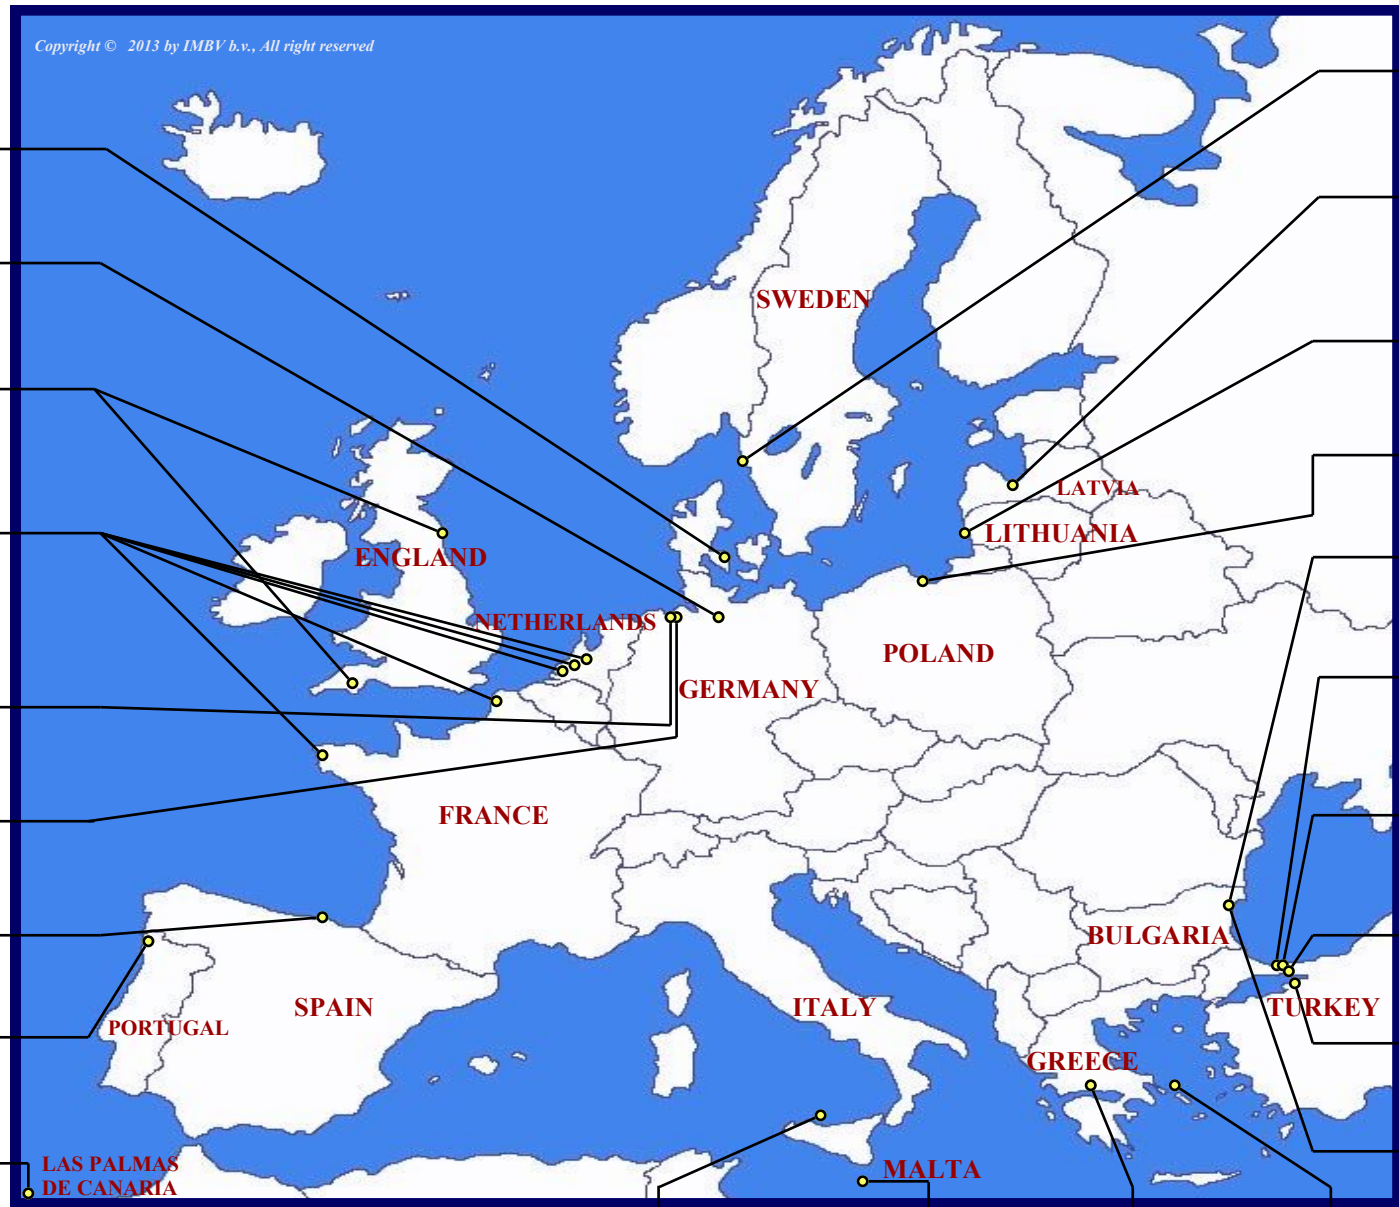 Copyright © 2013 by IMBV b.v., All right reserved
SWEDEN
LATVIA
LITHUANIA
ENGLAND
NETHERLANDS
POLAND
GERMANY
FRANCE
BULGARIA
SPAIN
ITALY
TURKEY
PORTUGAL
GREECE
LAS PALMAS
DE CANARIA
MALTA